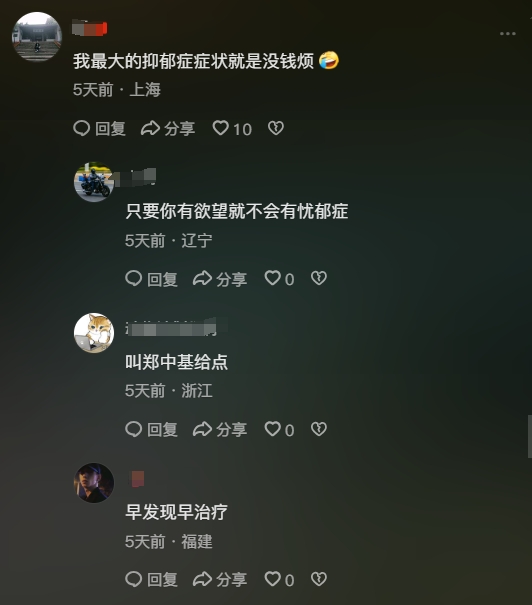 我最大的抑郁症症状就是没钱烦 🤣
5天前 · 上海
回复 分享 10
只要你有欲望就不会有忧郁症
5天前 · 辽宁
回复 分享 0
叫郑中基给点
5天前 · 浙江
回复 分享 0
早发现早治疗
5天前 · 福建
回复 分享 0